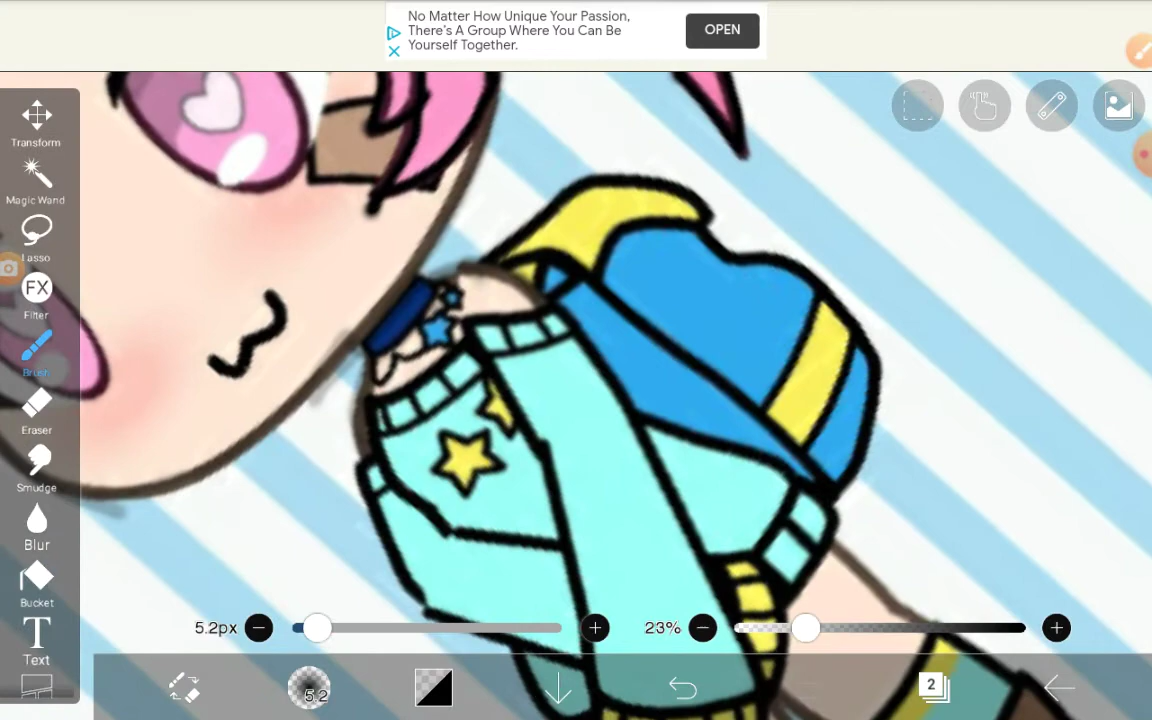 No Matter How Unique Your Passion,
There's A Group Where You Can Be
Yourself Together.
OPEN
Transform
Magic Wand
Lasso
FX
Filter
Brush
Eraser
Smudge
Blur
Bucket
T
Text
5.2px
23%
5.2
2